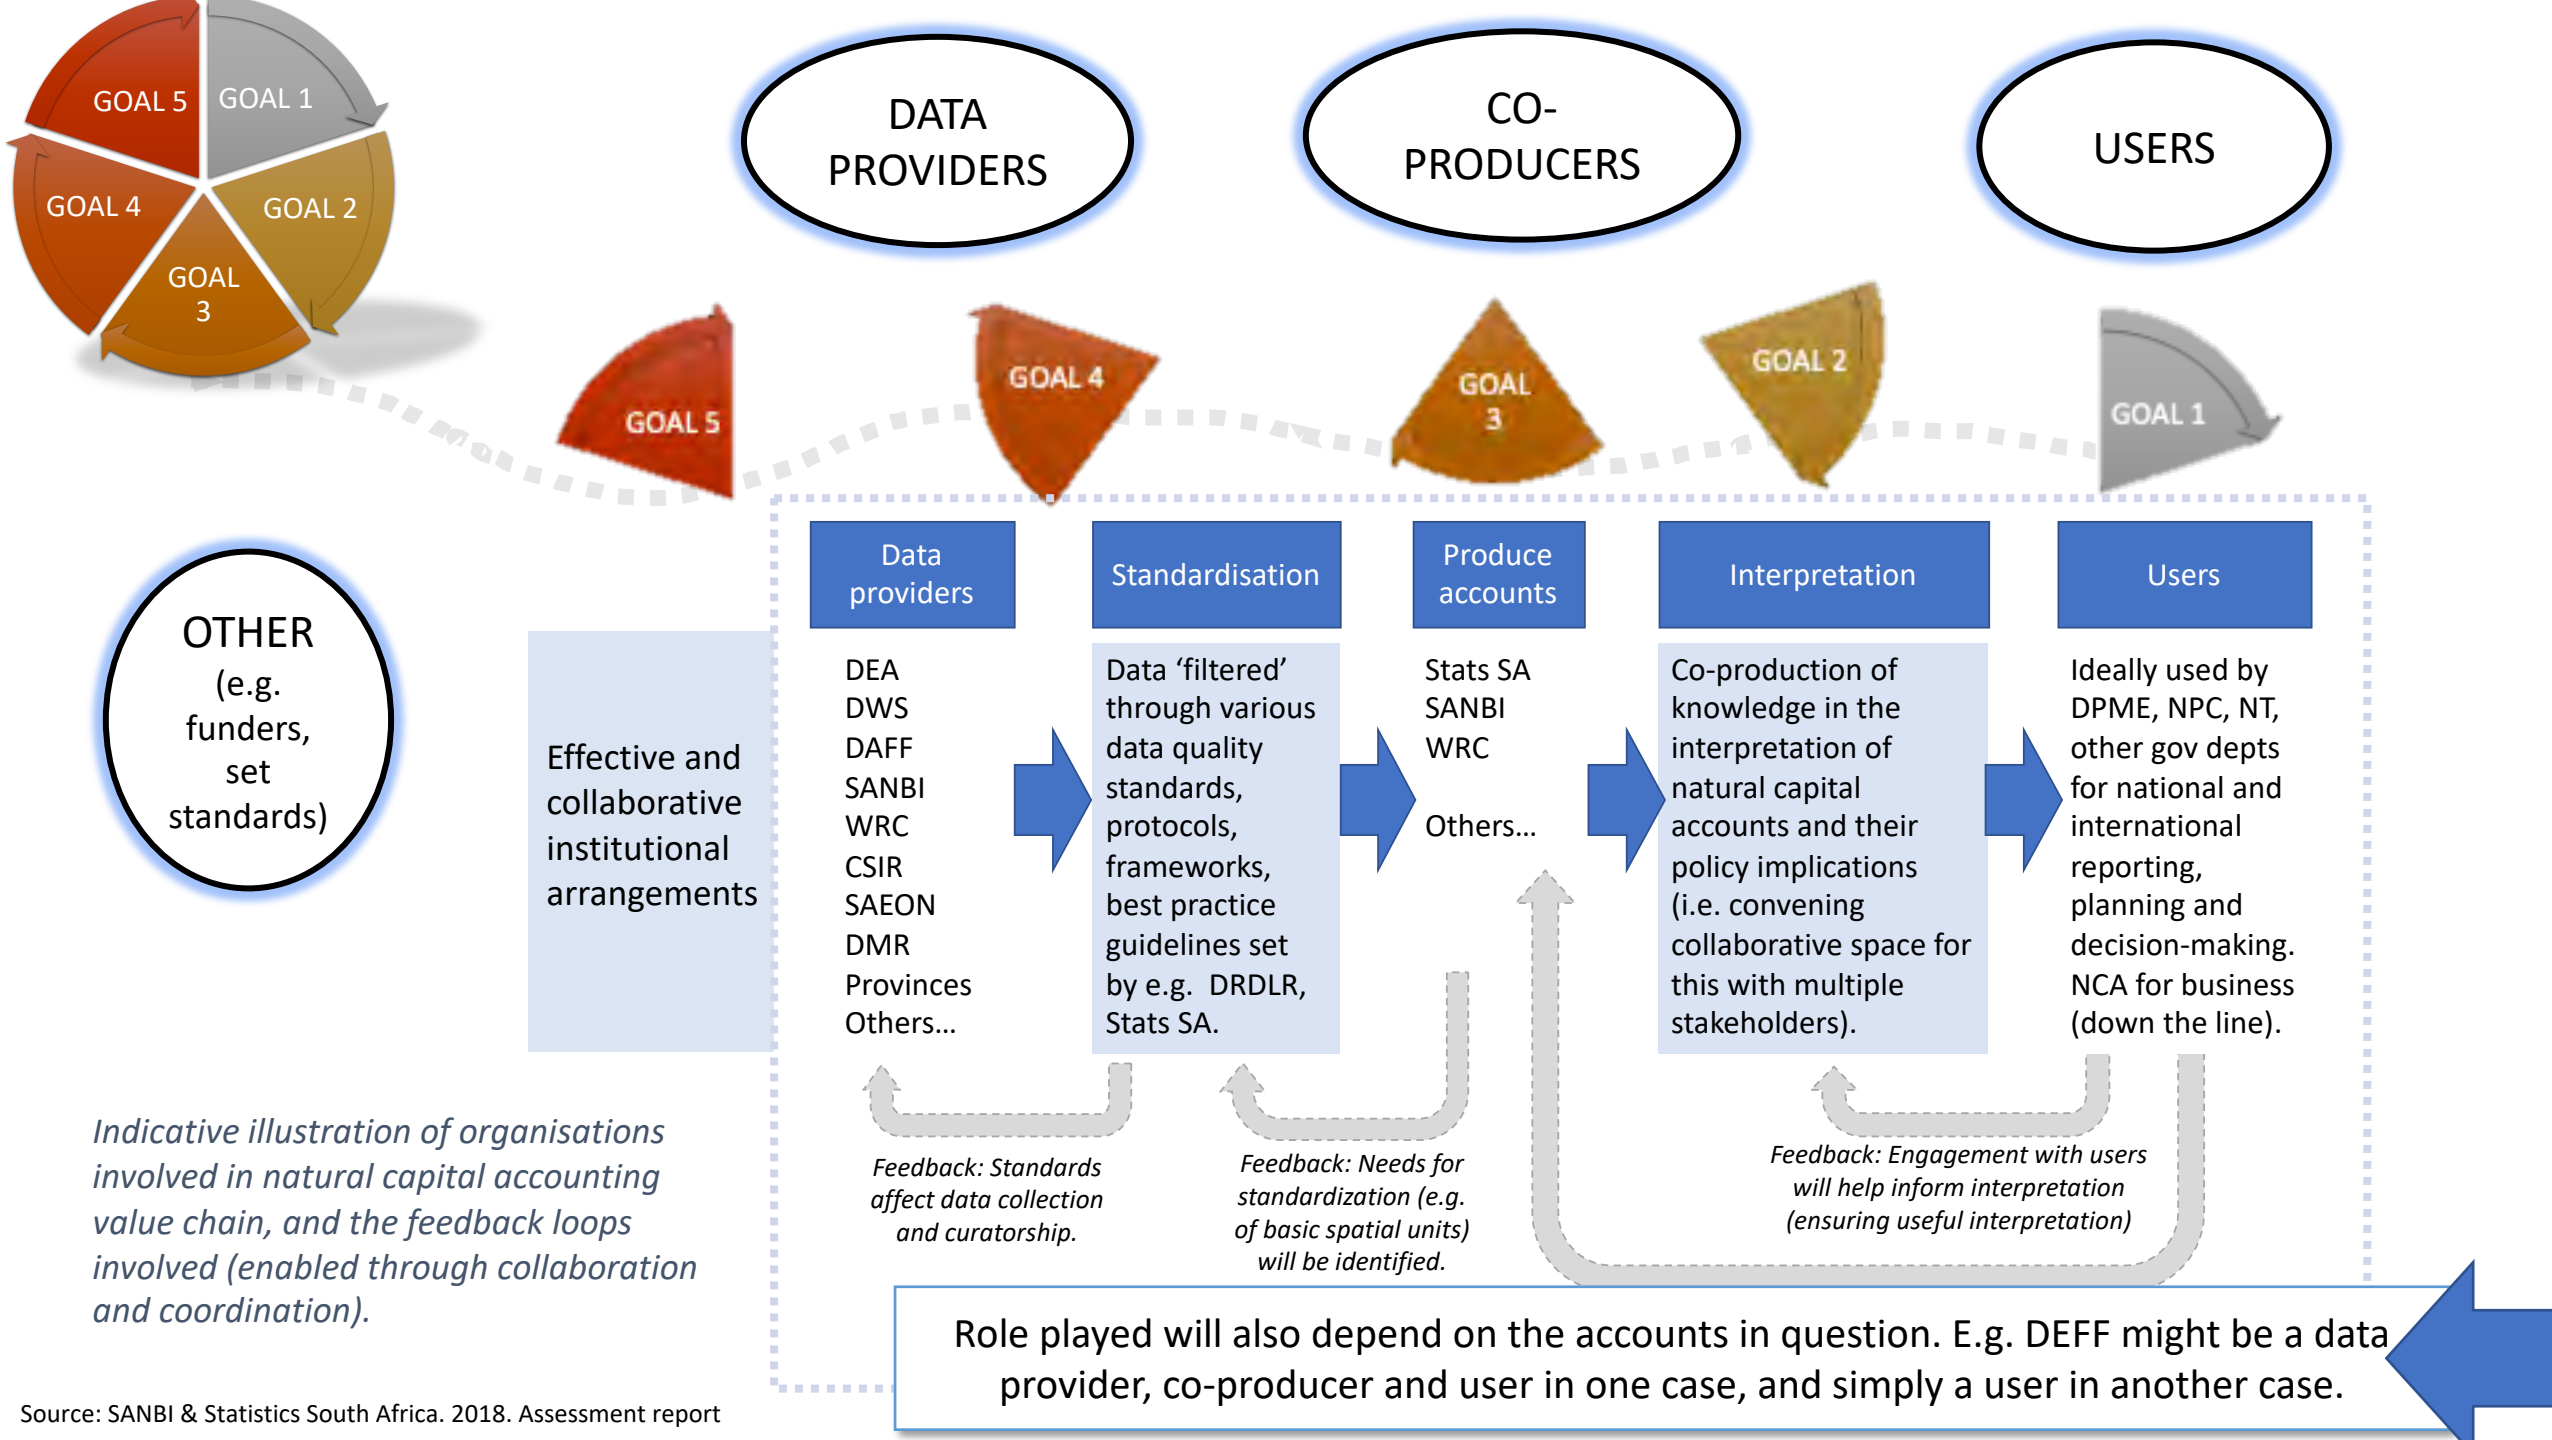 GOAL 5
GOAL 1
GOAL 4
GOAL 2
GOAL
3
DATA
PROVIDERS
CO-
PRODUCERS
USERS
GOAL 5
GOAL 4
GOAL
3
GOAL 2
GOAL 1
OTHER
(e.g.
funders,
set
standards)
Effective and
collaborative
institutional
arrangements
Data
providers
DEA
DWS
DAFF
SANBI
WRC
CSIR
SAEON
DMR
Provinces
Others...
Standardisation
Data ‘filtered’
through various
data quality
standards,
protocols,
frameworks,
best practice
guidelines set
by e.g. DRDLR,
Stats SA.
Produce
accounts
Stats SA
SANBI
WRC
Others...
Interpretation
Co-production of
knowledge in the
interpretation of
natural capital
accounts and their
policy implications
(i.e. convening
collaborative space for
this with multiple
stakeholders).
Users
Ideally used by
DPME, NPC, NT,
other gov depts
for national and
international
reporting,
planning and
decision-making.
NCA for business
(down the line).
Feedback: Standards
affect data collection
and curatorship.
Feedback: Needs for
standardization (e.g.
of basic spatial units)
will be identified.
Feedback: Engagement with users
will help inform interpretation
(ensuring useful interpretation)
Indicative illustration of organisations
involved in natural capital accounting
value chain, and the feedback loops
involved (enabled through collaboration
and coordination).
Role played will also depend on the accounts in question. E.g. DEFF might be a data
provider, co-producer and user in one case, and simply a user in another case.
Source: SANBI & Statistics South Africa. 2018. Assessment report